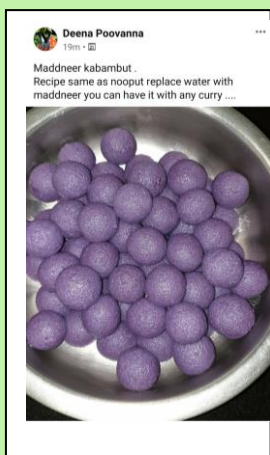 Deena Poovanna
19m
Maddneer kabambut .
Recipe same as nooput replace water with
maddneer you can have it with any curry ....